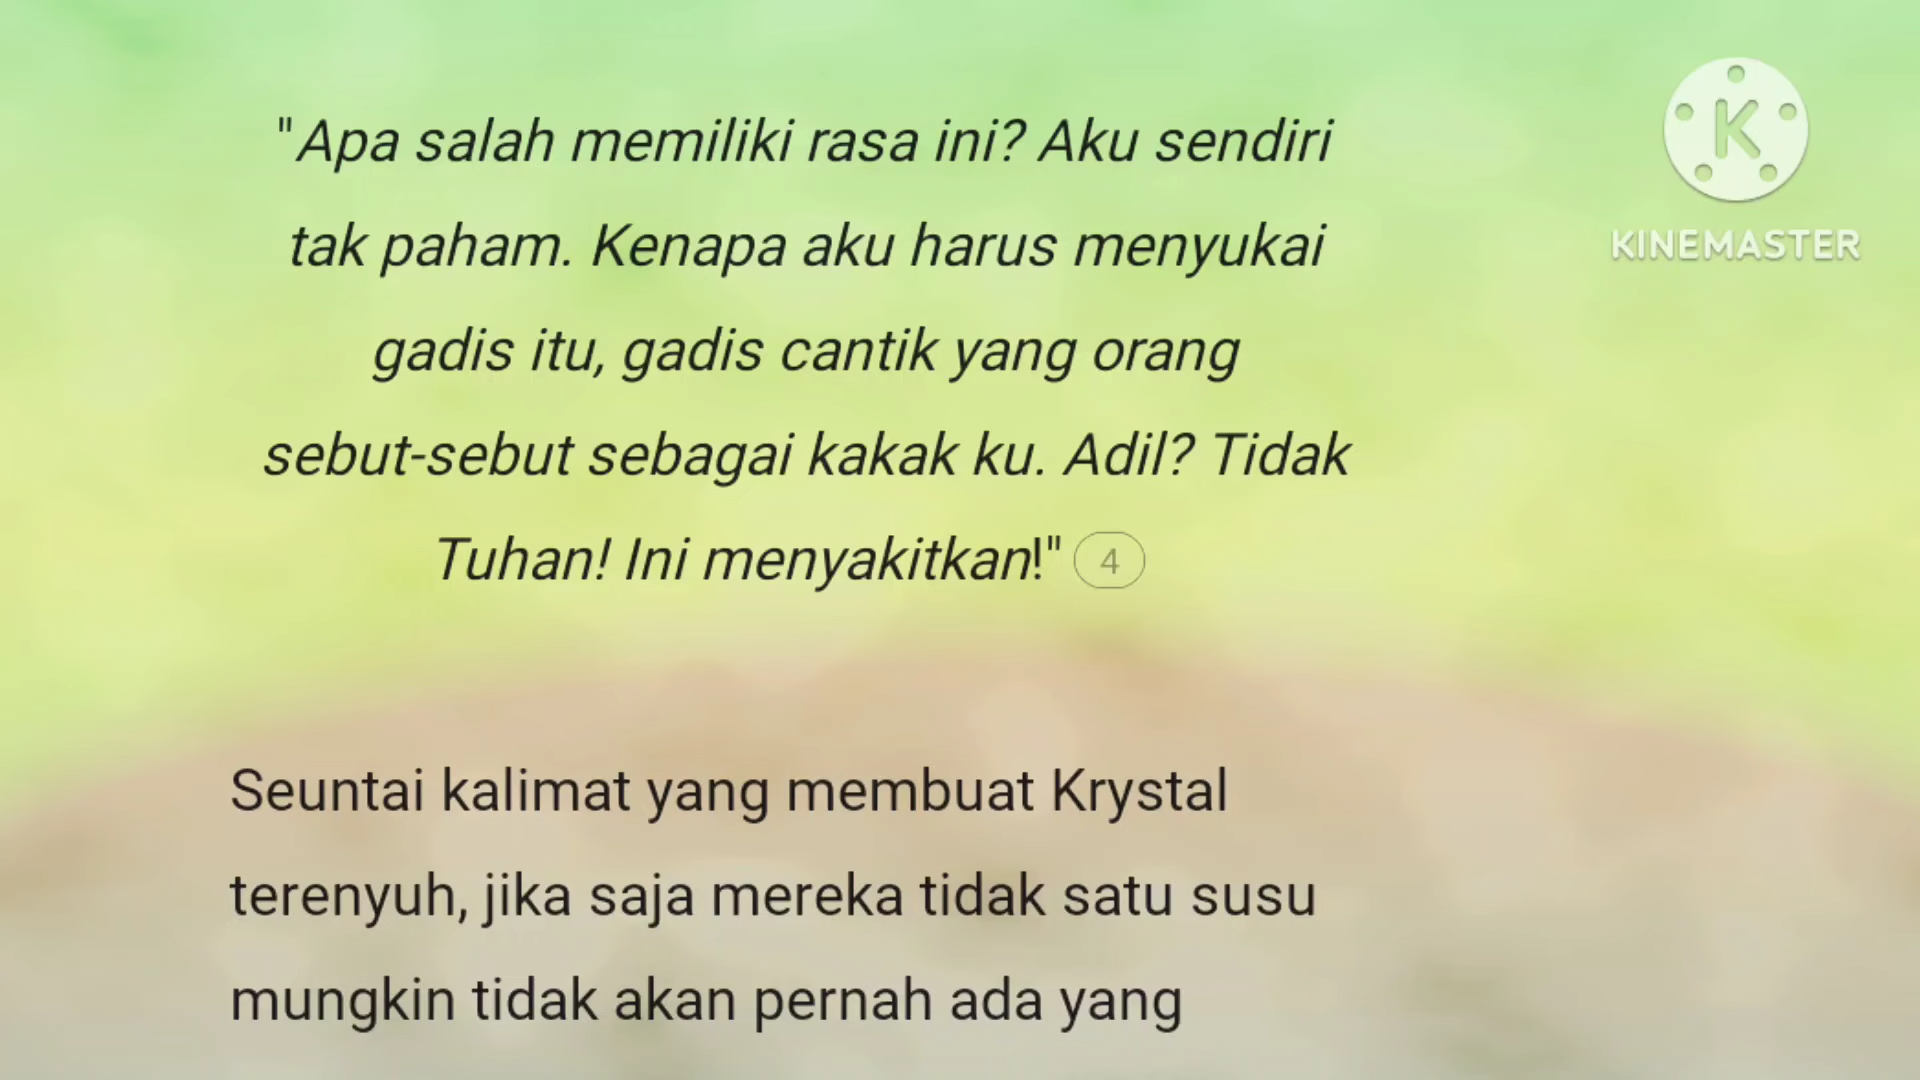 "Apa salah memiliki rasa ini? Aku sendiri
tak paham. Kenapa aku harus menyukai
gadis itu, gadis cantik yang orang
sebut-sebut sebagai kakak ku. Adil? Tidak
Tuhan! Ini menyakitkan!" 4
Seuntai kalimat yang membuat Krystal
terenyuh, jika saja mereka tidak satu susu
mungkin tidak akan pernah ada yang
K
KINEMASTER